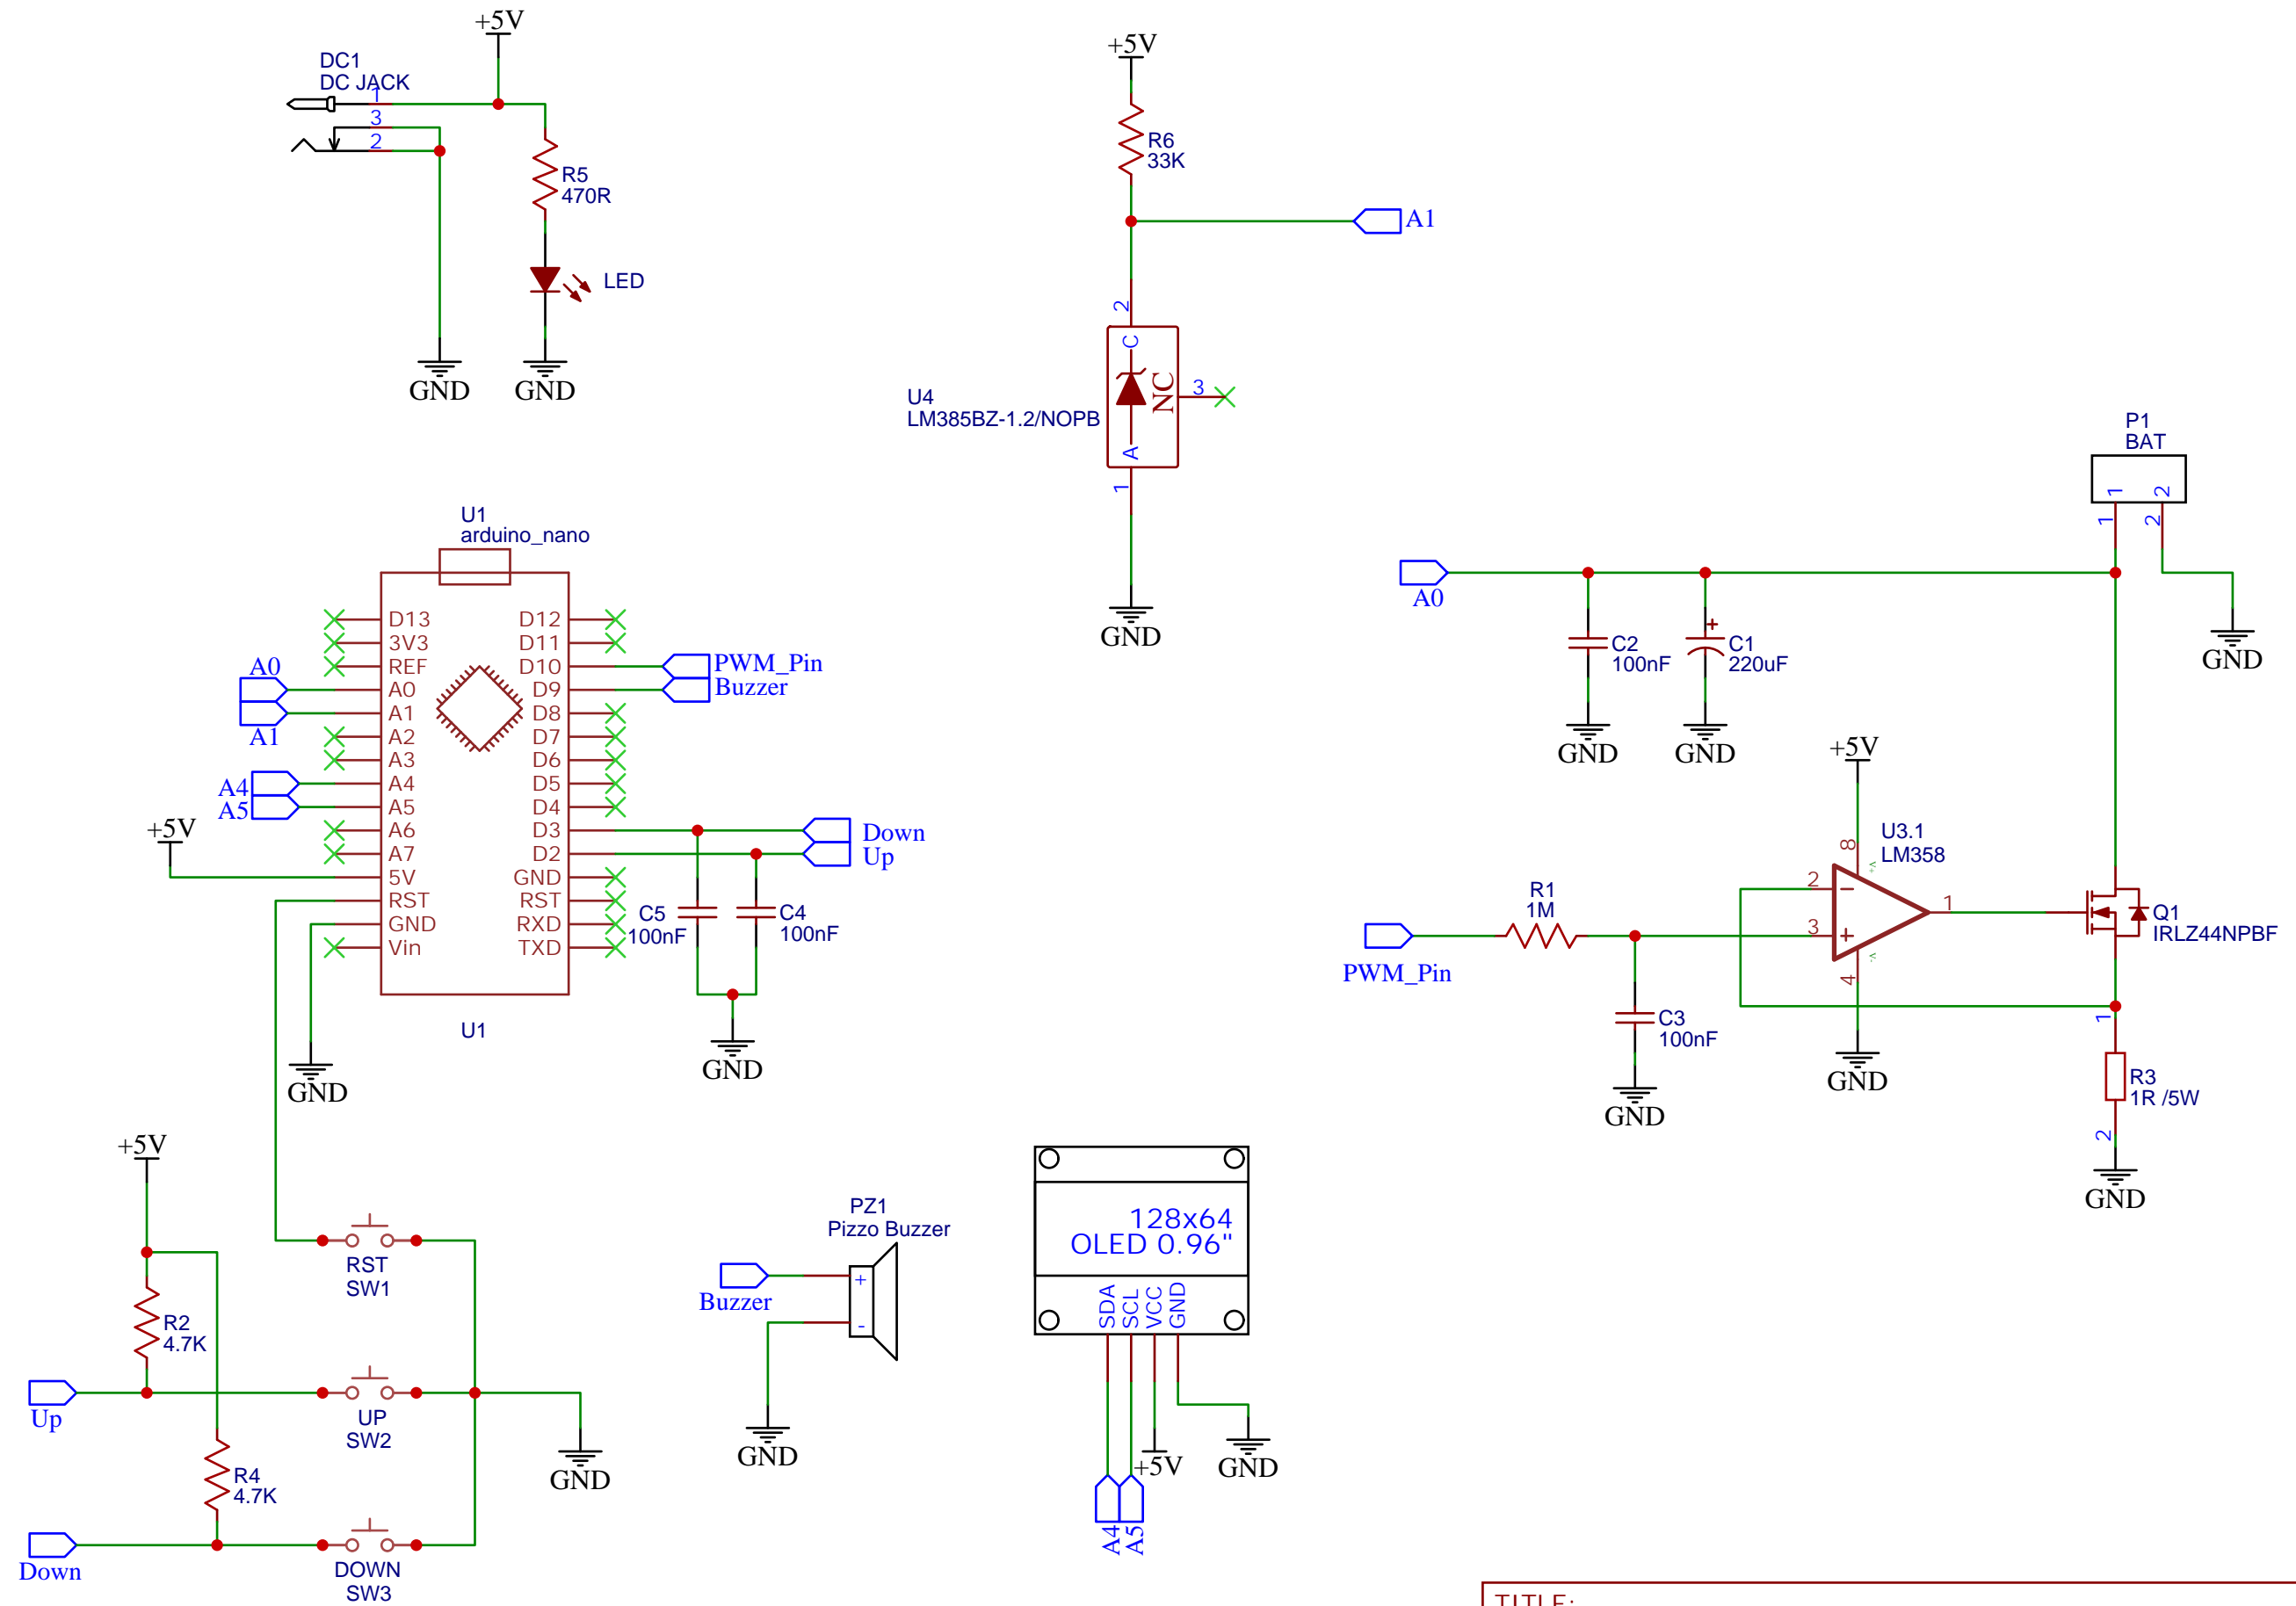 +5V
DC1
DC JACK
1
3
2
R5
470R
LED
GND
GND
+5V
R6
33K
A1
2
C
NC
3
A
1
U4
LM385BZ-1.2/NOPB
GND
P1
BAT
1
2
1
2
A0
GND
C2
100nF
C1
220uF
+
GND
GND
U1
arduino_nano
D13
3V3
REF
A0
A1
A2
A3
A4
A5
A6
A7
5V
RST
GND
Vin
D12
D11
D10
D9
D8
D7
D6
D5
D4
D3
D2
GND
RST
RXD
TXD
A0
A1
A4
A5
+5V
PWM_Pin
Buzzer
Down
Up
C5
100nF
C4
100nF
GND
U1
GND
+5V
U3.1
LM358
8
2
3
1
4
V+
V-
R1
1M
PWM_Pin
C3
100nF
GND
GND
Q1
IRLZ44NPBF
1
R3
1R /5W
2
GND
+5V
R2
4.7K
R4
4.7K
RST
SW1
Up
UP
SW2
Down
DOWN
SW3
GND
PZ1
Pizzo Buzzer
+
-
Buzzer
GND
128x64
OLED 0.96"
SDA
SCL
VCC
GND
+5V
GND
A4
A5
TITLE: